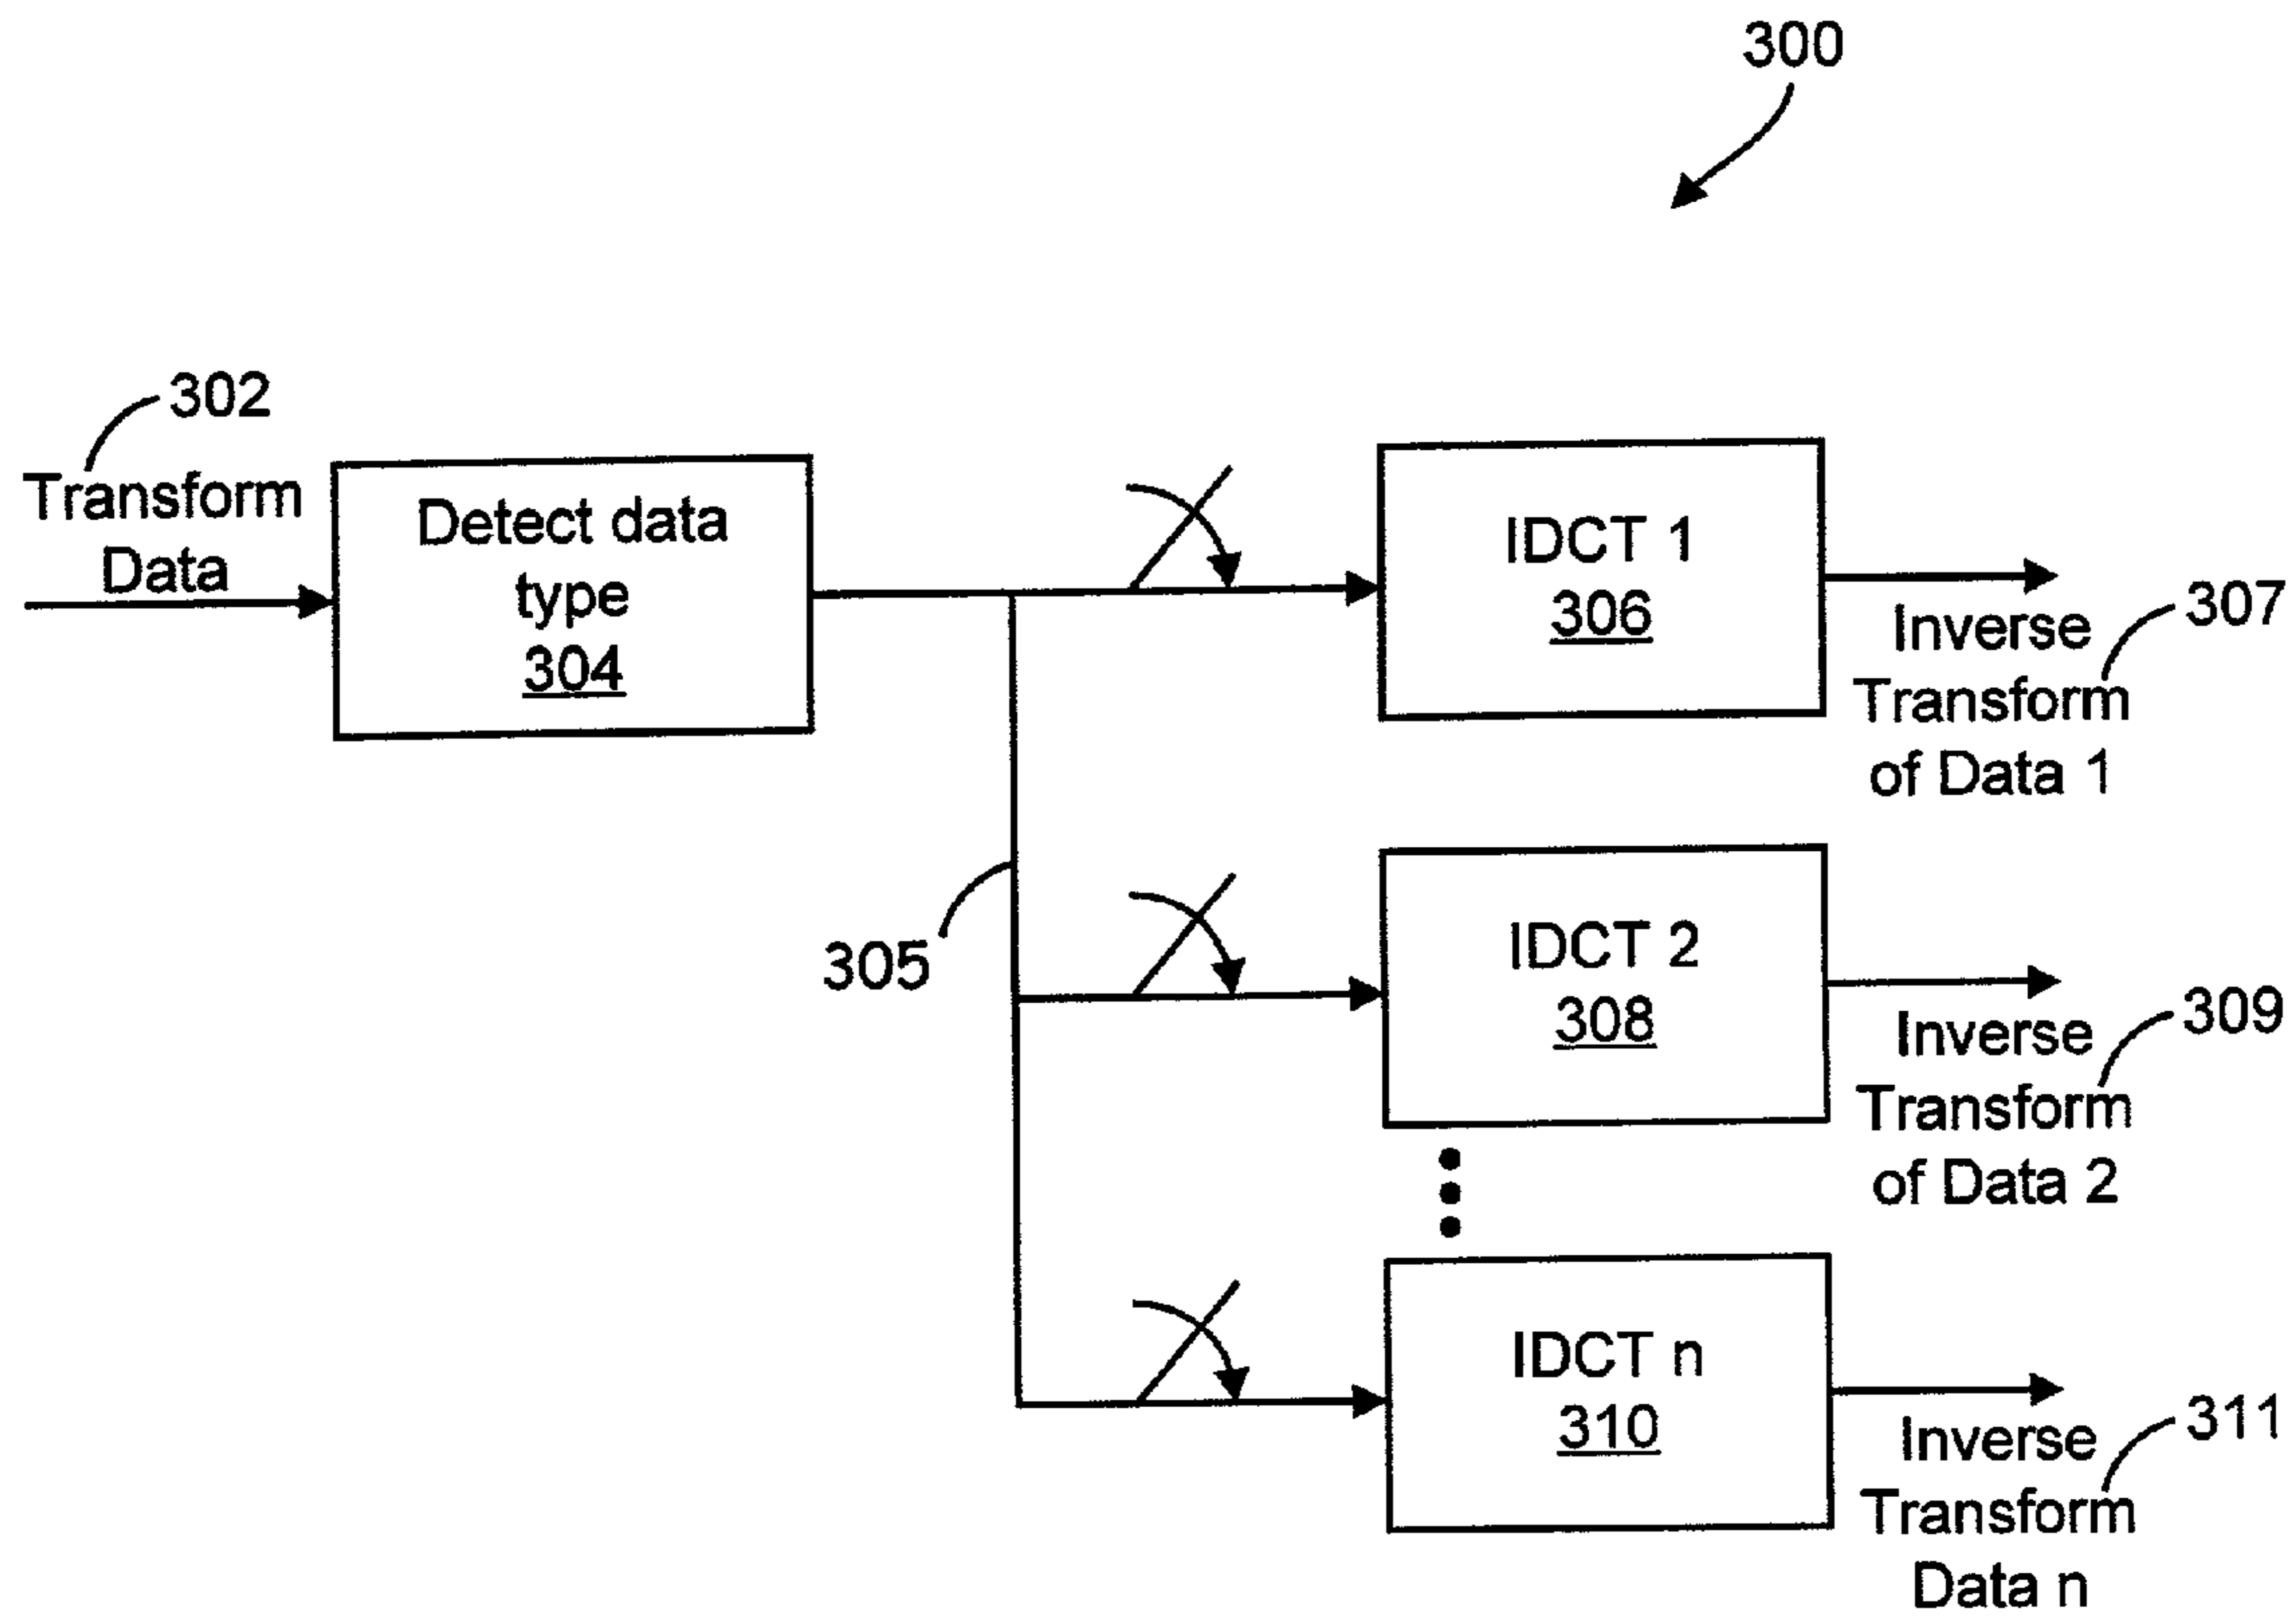 300
302
Transform
Data
Detect data
type
304
305
IDCT 1
306
307
Inverse
Transform
of Data 1
IDCT 2
308
309
Inverse
Transform
of Data 2
IDCT n
310
311
Inverse
Transform
Data n